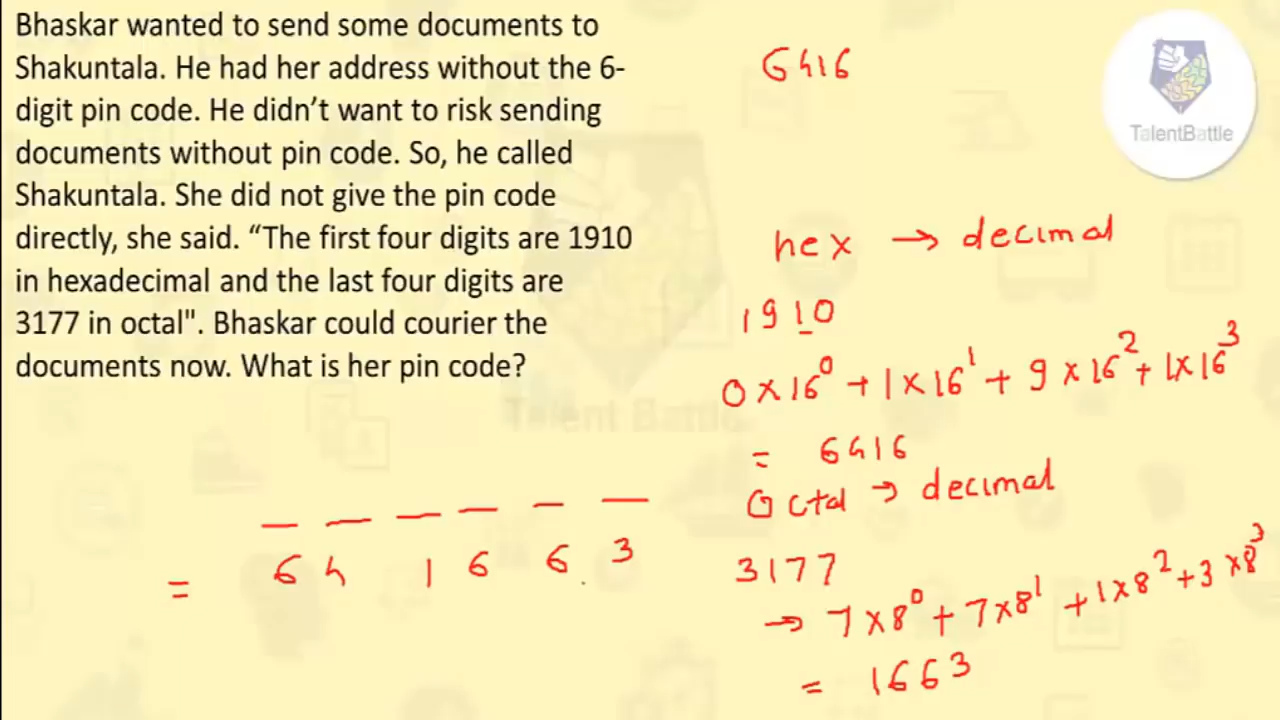 Bhaskar wanted to send some documents to
Shakuntala. He had her address without the 6-
digit pin code. He didn’t want to risk sending
documents without pin code. So, he called
Shakuntala. She did not give the pin code
directly, she said. “The first four digits are 1910
in hexadecimal and the last four digits are
3177 in octal". Bhaskar could courier the
documents now. What is her pin code?
= 6 4 1 6 6 3
6416
hex → decimal
1910
0 × 16⁰ + 1 × 16¹ + 9 × 16² + 1 × 16³
= 6416
Octal → decimal
3177
→ 7 × 8⁰ + 7 × 8¹ + 1 × 8² + 3 × 8³
= 1663
TalentBattle
Talent Battle